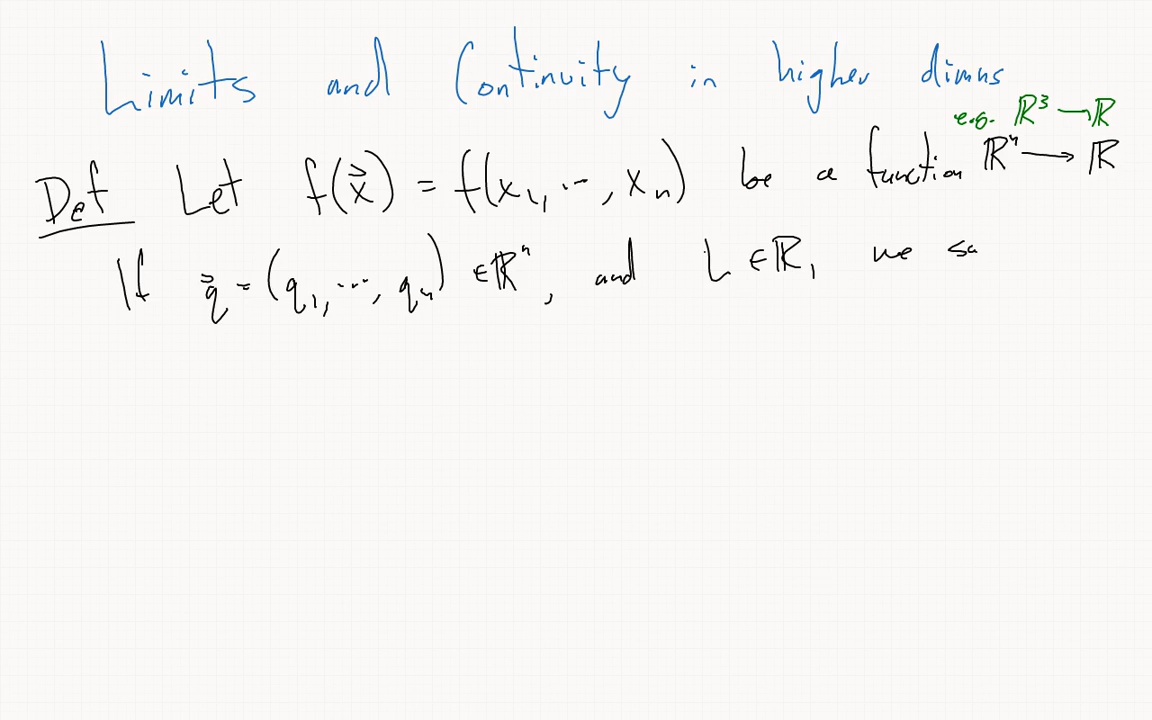 Limits and Continuity in higher dimns
e.g. ℝ³ → ℝ
Def Let f(x⃗) = f(x₁, ..., xₙ) be a function ℝⁿ → ℝ
If q⃗ = (q₁, ..., qₙ) ∈ ℝⁿ, and L ∈ ℝ, we sa